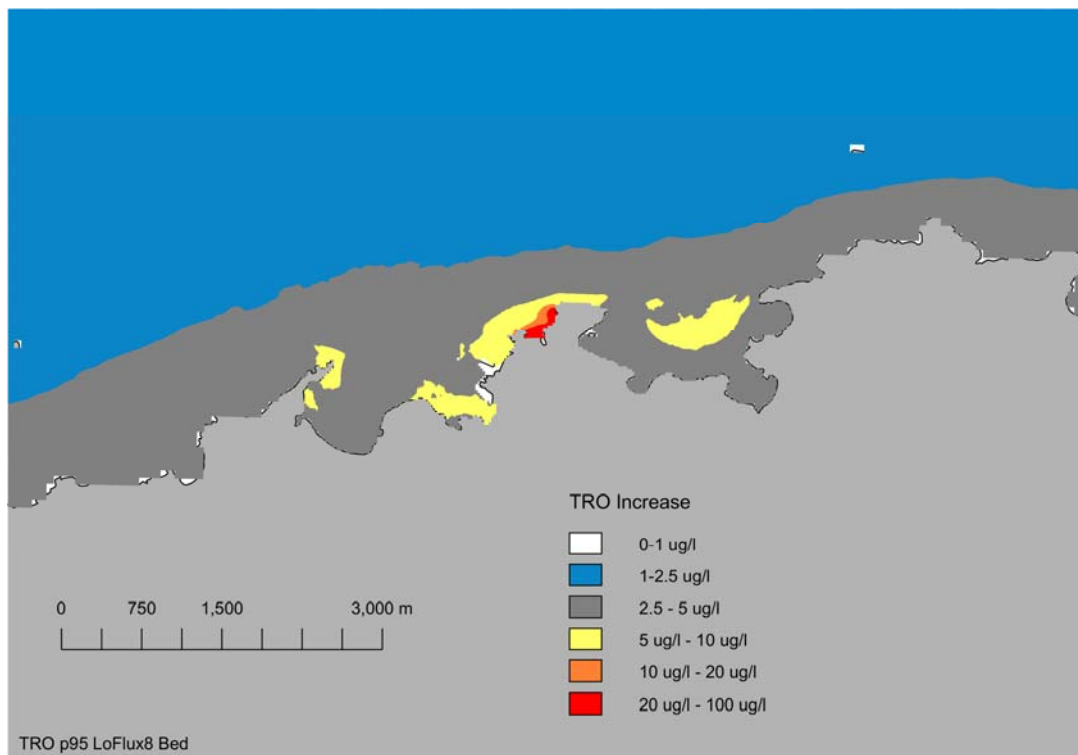 TRO Increase
0-1 ug/l
1-2.5 ug/l
2.5 - 5 ug/l
5 ug/l - 10 ug/l
10 ug/l - 20 ug/l
20 ug/l - 100 ug/l
0 750 1,500 3,000 m
TRO p95 LoFlux8 Bed